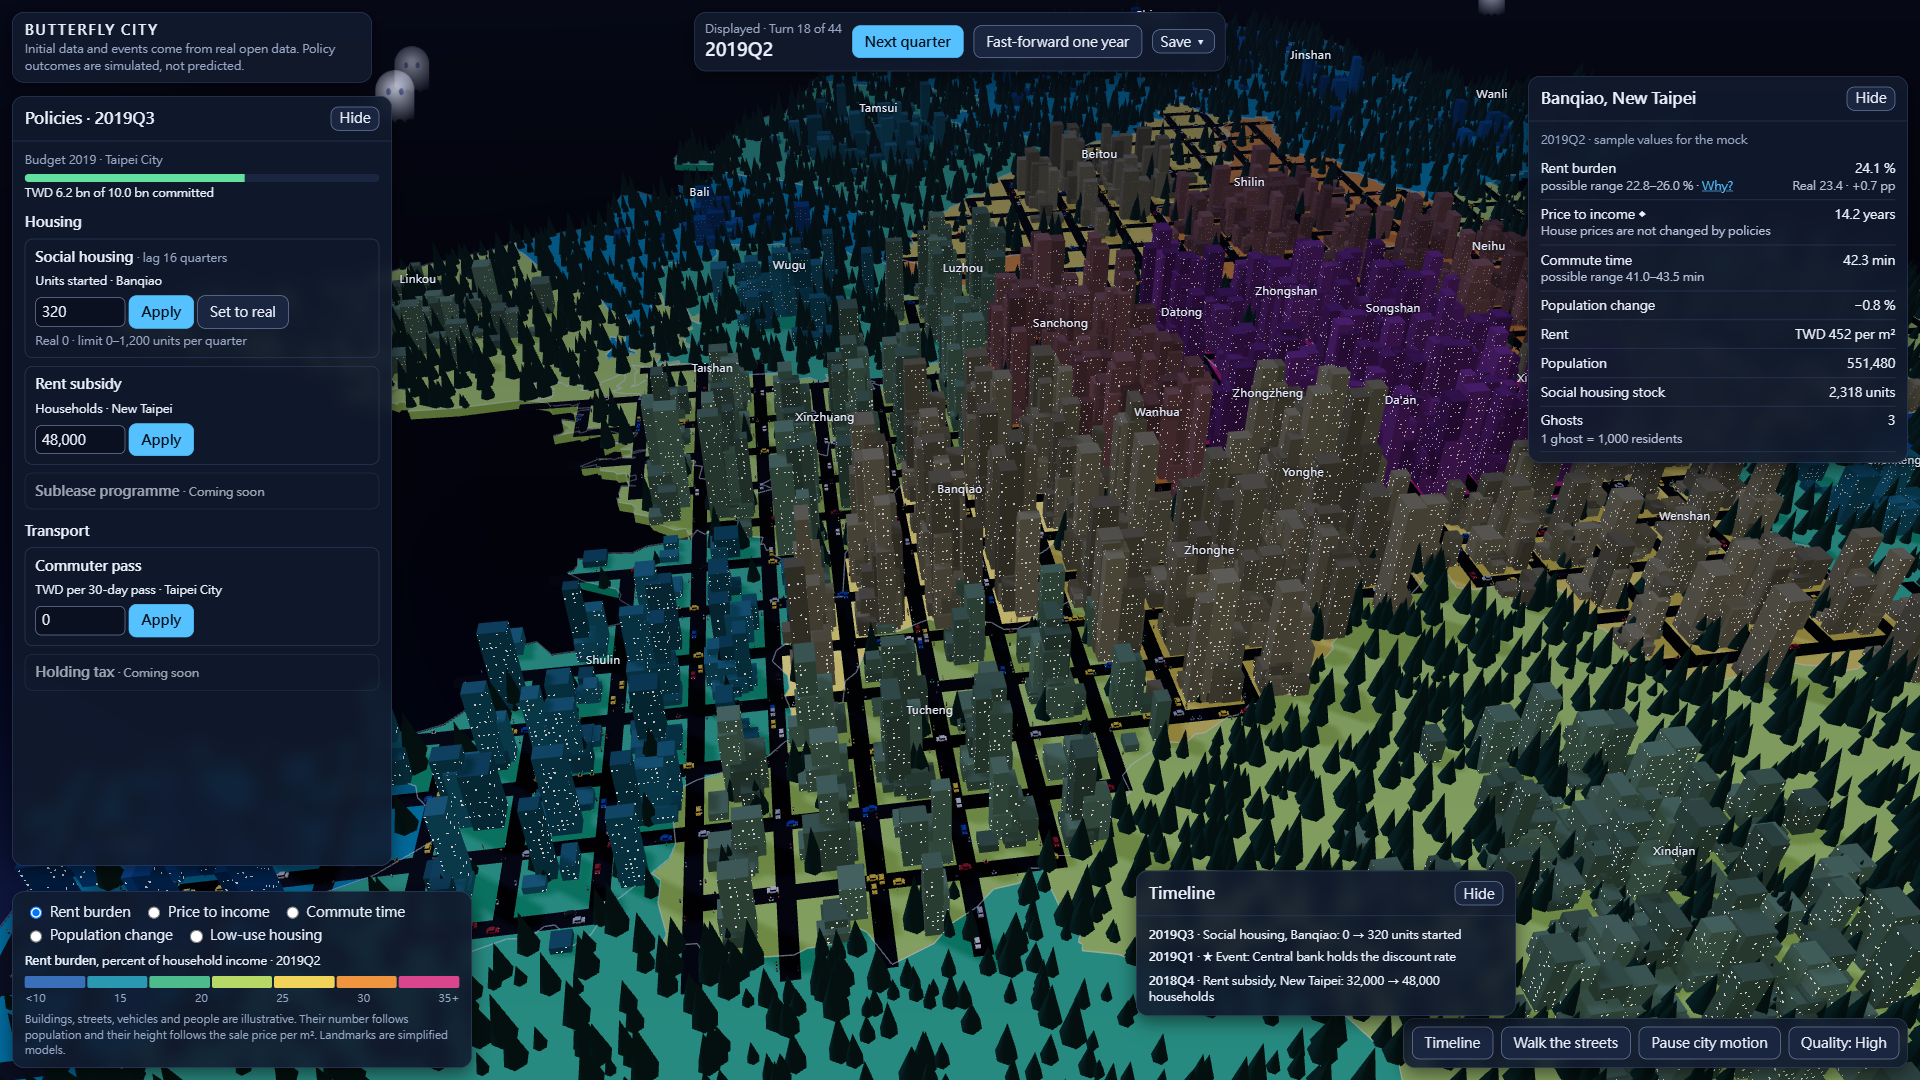 BUTTERFLY CITY
Initial data and events come from real open data. Policy
outcomes are simulated, not predicted.
Displayed · Turn 18 of 44
2019Q2
Next quarter
Fast-forward one year
Save ▾
Policies · 2019Q3
Hide
Budget 2019 · Taipei City
TWD 6.2 bn of 10.0 bn committed
Housing
Social housing · lag 16 quarters
Units started · Banqiao
320
Apply
Set to real
Real 0 · limit 0–1,200 units per quarter
Rent subsidy
Households · New Taipei
48,000
Apply
Sublease programme · Coming soon
Transport
Commuter pass
TWD per 30-day pass · Taipei City
0
Apply
Holding tax · Coming soon
Rent burden
Price to income
Commute time
Population change
Low-use housing
Rent burden, percent of household income · 2019Q2
<10 15 20 25 30 35+
Buildings, streets, vehicles and people are illustrative. Their number follows
population and their height follows the sale price per m². Landmarks are simplified
models.
Jinshan
Wanli
Tamsui
Beitou
Bali
Shilin
Neihu
Wugu
Luzhou
Linkou
Zhongshan
Songshan
Datong
Sanchong
Taishan
Zhongzheng
Da'an
Xinzhuang
Wanhua
Yonghe
Banqiao
Wenshan
Zhonghe
Shulin
Tucheng
Xindian
Banqiao, New Taipei
Hide
2019Q2 · sample values for the mock
Rent burden 24.1 %
possible range 22.8–26.0 % · Why? Real 23.4 · +0.7 pp
Price to income ◆ 14.2 years
House prices are not changed by policies
Commute time 42.3 min
possible range 41.0–43.5 min
Population change −0.8 %
Rent TWD 452 per m²
Population 551,480
Social housing stock 2,318 units
Ghosts 3
1 ghost = 1,000 residents
Timeline
Hide
2019Q3 · Social housing, Banqiao: 0 → 320 units started
2019Q1 · ★ Event: Central bank holds the discount rate
2018Q4 · Rent subsidy, New Taipei: 32,000 → 48,000
households
Timeline
Walk the streets
Pause city motion
Quality: High